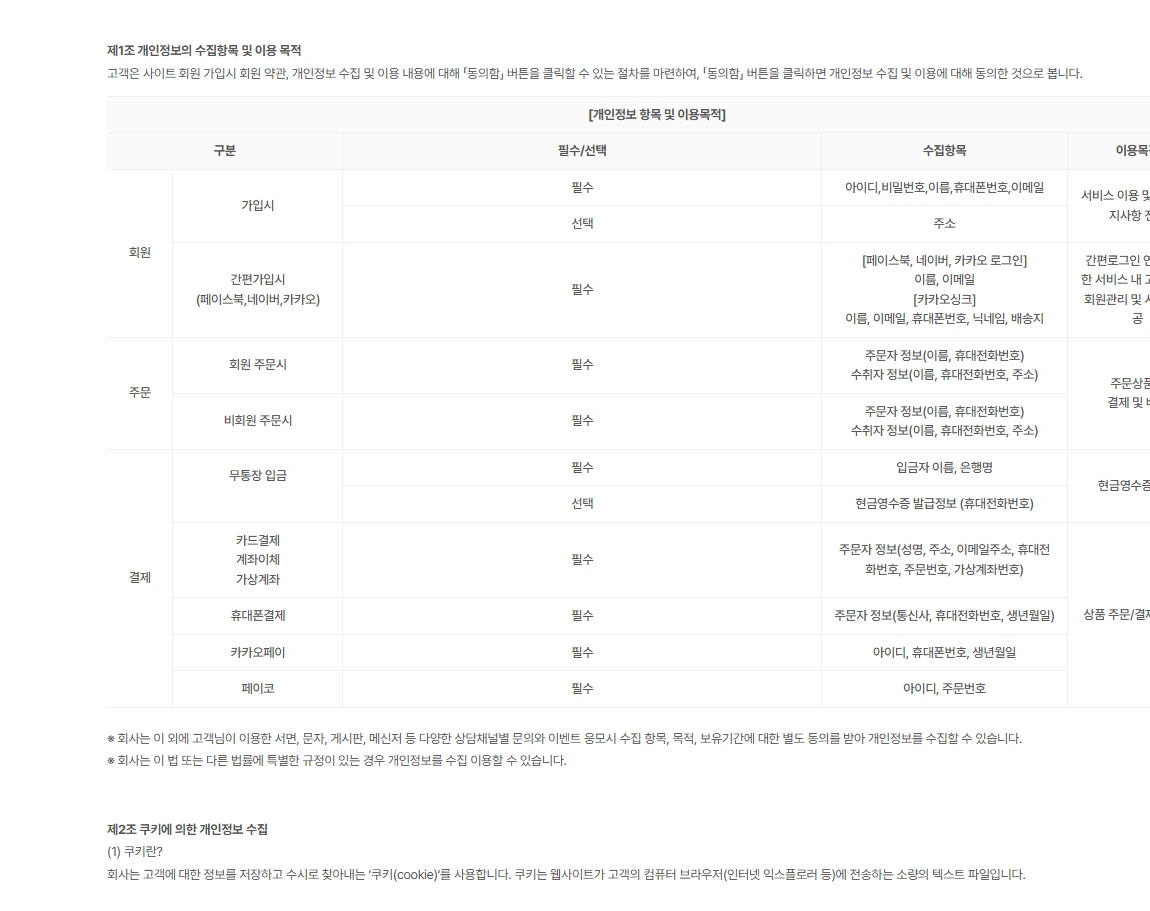 제1조 개인정보의 수집항목 및 이용 목적
고객은 사이트 회원 가입시 회원 약관, 개인정보 수집 및 이용 내용에 대해 「동의함」 버튼을 클릭할 수 있는 절차를 마련하여, 「동의함」 버튼을 클릭하면 개인정보 수집 및 이용에 대해 동의한 것으로 봅니다.
[개인정보 항목 및 이용목적]
구분 필수/선택 수집항목 이용목
회원
가입시
필수
아이디,비밀번호,이름,휴대폰번호,이메일
선택
주소
서비스 이용 및
지사항 전
간편가입시
(페이스북,네이버,카카오)
필수
[페이스북, 네이버, 카카오 로그인]
이름, 이메일
[카카오싱크]
이름, 이메일, 휴대폰번호, 닉네임, 배송지
간편로그인 연
한 서비스 내 고
회원관리 및 서
공
주문
회원 주문시
필수
주문자 정보(이름, 휴대전화번호)
수취자 정보(이름, 휴대전화번호, 주소)
주문상품
결제 및
비회원 주문시
필수
주문자 정보(이름, 휴대전화번호)
수취자 정보(이름, 휴대전화번호, 주소)
결제
무통장 입금
필수
입금자 이름, 은행명
선택
현금영수증 발급정보 (휴대전화번호)
현금영수증
카드결제
계좌이체
가상계좌
필수
주문자 정보(성명, 주소, 이메일주소, 휴대전
화번호, 주문번호, 가상계좌번호)
상품 주문/결제
휴대폰결제
필수
주문자 정보(통신사, 휴대전화번호, 생년월일)
카카오페이
필수
아이디, 휴대폰번호, 생년월일
페이코
필수
아이디, 주문번호
※ 회사는 이 외에 고객님이 이용한 서면, 문자, 게시판, 메신저 등 다양한 상담채널별 문의와 이벤트 응모시 수집 항목, 목적, 보유기간에 대한 별도 동의를 받아 개인정보를 수집할 수 있습니다.
※ 회사는 이 법 또는 다른 법률에 특별한 규정이 있는 경우 개인정보를 수집 이용할 수 있습니다.
제2조 쿠키에 의한 개인정보 수집
(1) 쿠키란?
회사는 고객에 대한 정보를 저장하고 수시로 찾아내는 ‘쿠키(cookie)’를 사용합니다. 쿠키는 웹사이트가 고객의 컴퓨터 브라우저(인터넷 익스플로러 등)에 전송하는 소량의 텍스트 파일입니다.